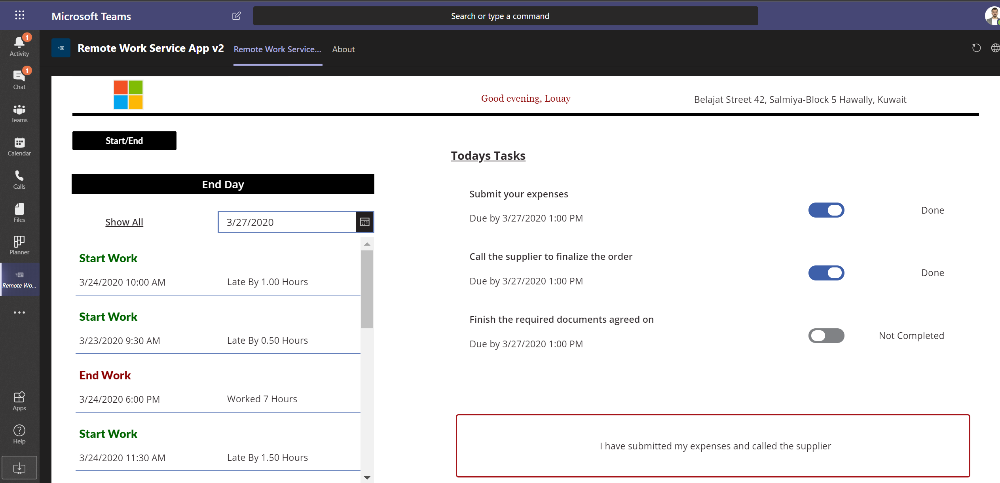 Microsoft Teams
Search or type a command
1
Activity
1
Chat
Teams
Calendar
Calls
Files
Planner
Remote Wo...
Apps
Help
Remote Work Service App v2
Remote Work Service...
About
Good evening, Louay
Belajat Street 42, Salmiya-Block 5 Hawally, Kuwait
Start/End
End Day
Show All
3/27/2020
Start Work
3/24/2020 10:00 AM
Late By 1.00 Hours
Start Work
3/23/2020 9:30 AM
Late By 0.50 Hours
End Work
3/24/2020 6:00 PM
Worked 7 Hours
Start Work
3/24/2020 11:30 AM
Late By 1.50 Hours
Todays Tasks
Submit your expenses
Due by 3/27/2020 1:00 PM
Done
Call the supplier to finalize the order
Due by 3/27/2020 1:00 PM
Done
Finish the required documents agreed on
Due by 3/27/2020 1:00 PM
Not Completed
I have submitted my expenses and called the supplier